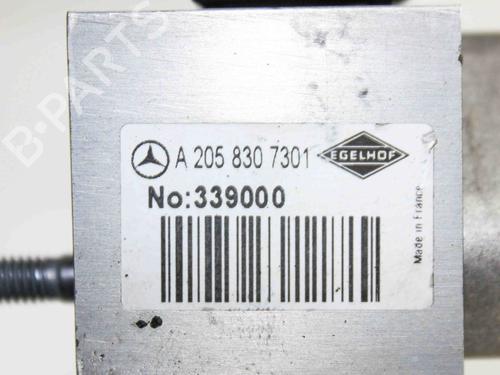 B-PARTS
A 205 830 7301
EGELHOF
No:339000
Made in France